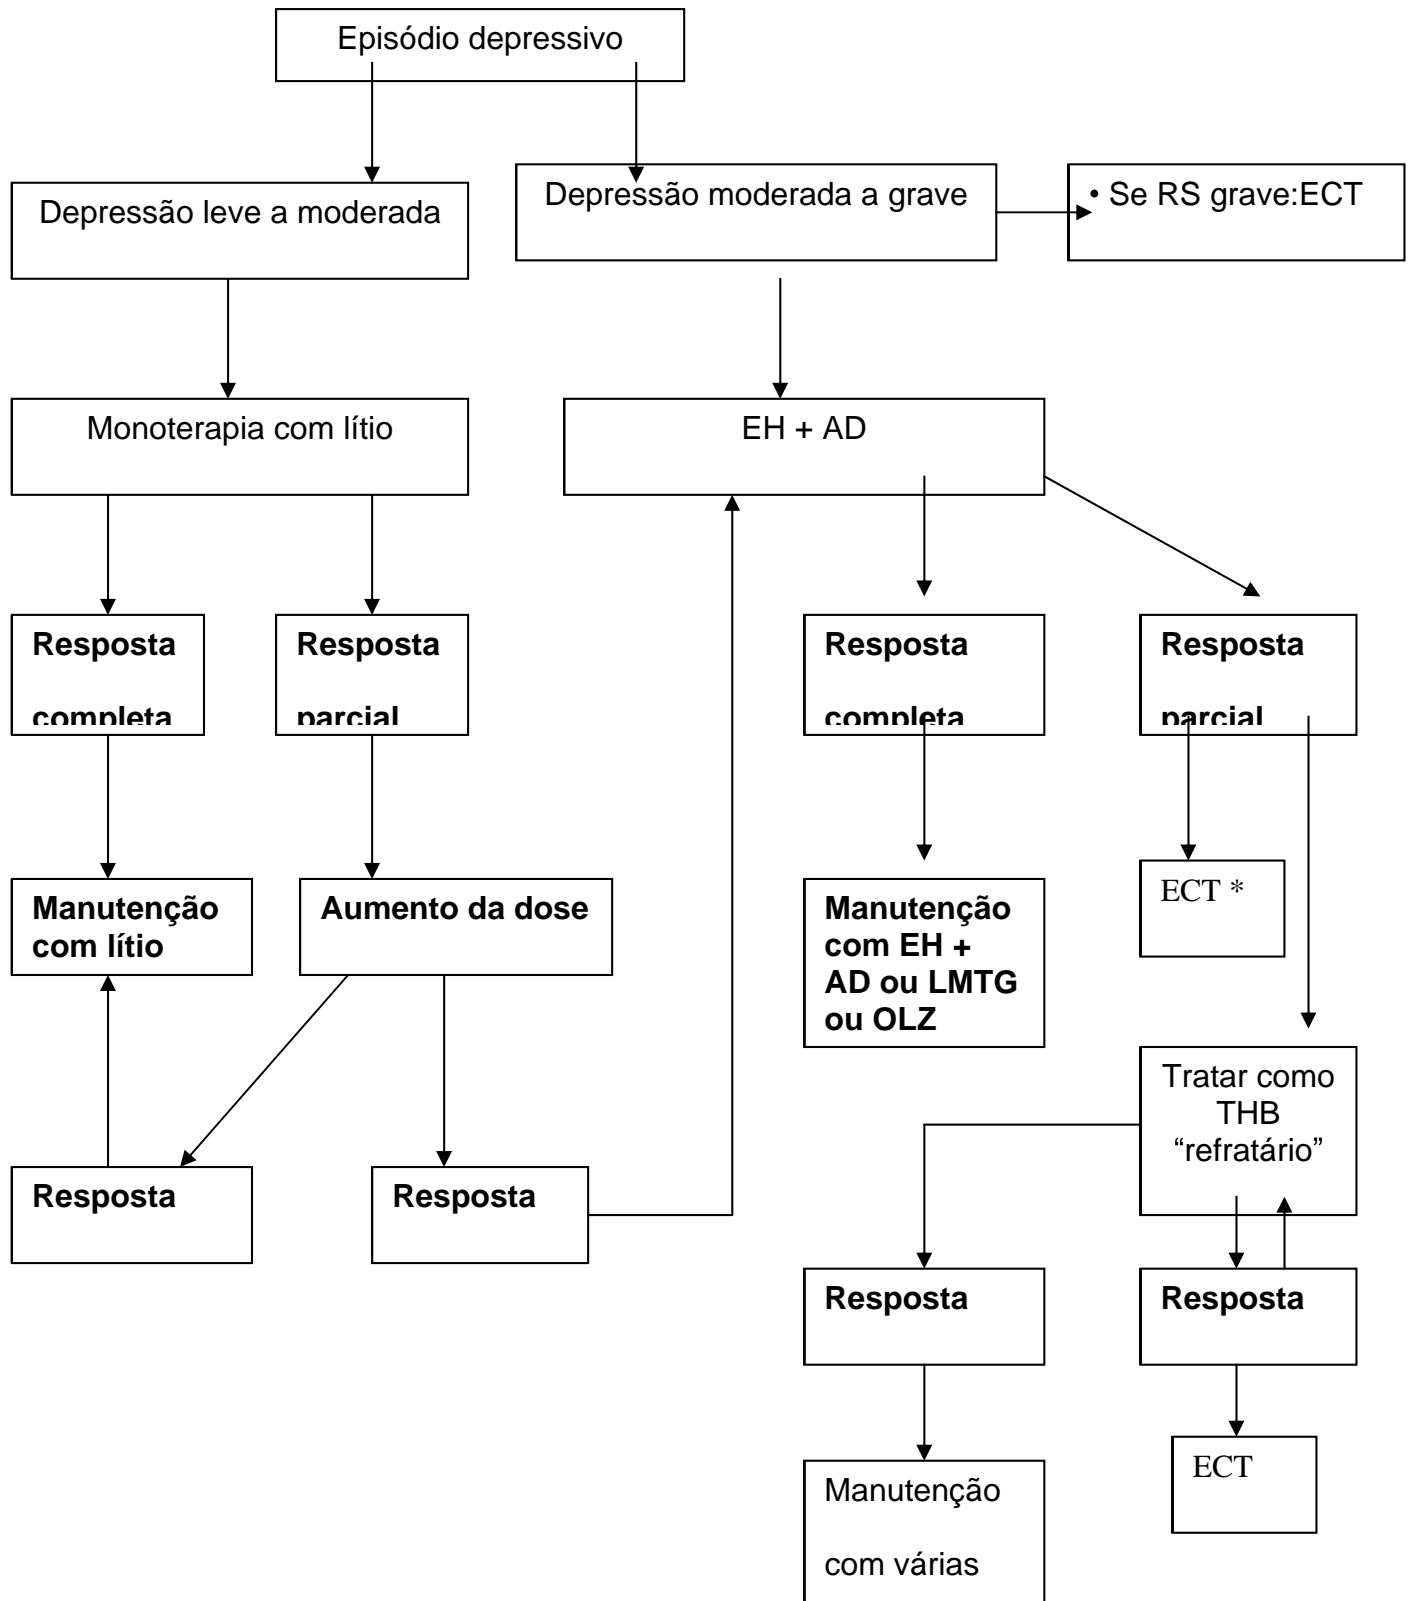 Episódio depressivo
Depressão leve a moderada
Depressão moderada a grave
• Se RS grave:ECT
Monoterapia com lítio
EH + AD
Resposta
completa
Resposta
parcial
Resposta
completa
Resposta
parcial
Manutenção
com lítio
Aumento da dose
Manutenção
com EH +
AD ou LMTG
ou OLZ
ECT *
Tratar como
THB
“refratário”
Resposta
Resposta
Resposta
Resposta
Manutenção
com várias
ECT